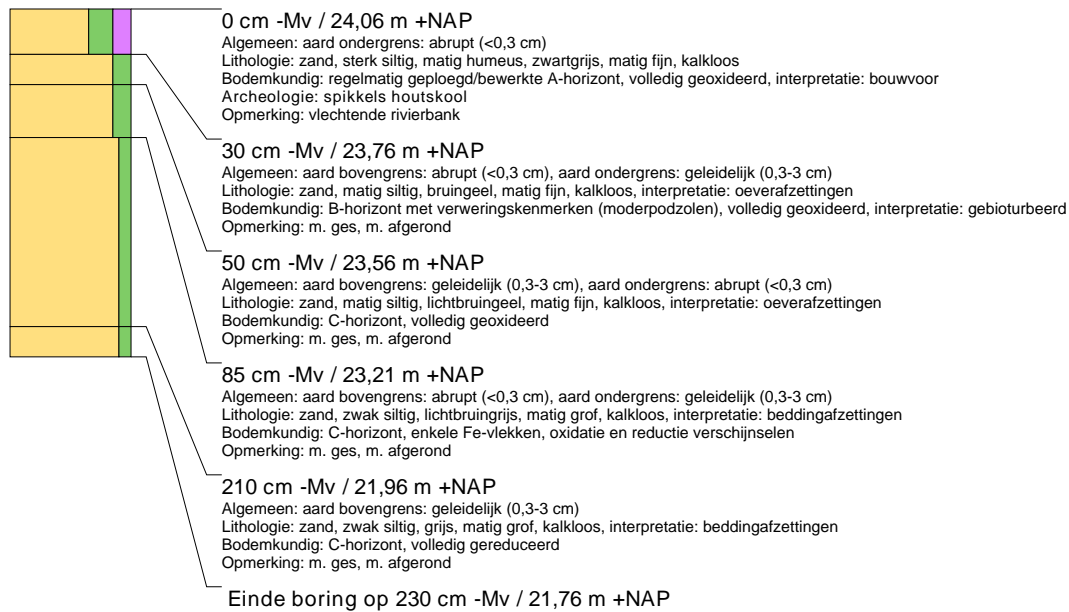 0 cm -Mv / 24,06 m +NAP
Algemeen: aard ondergrens: abrupt (<0,3 cm)
Lithologie: zand, sterk siltig, matig humeus, zwartgrijs, matig fijn, kalkloos
Bodemkundig: regelmatig geploegd/bewerkte A-horizont, volledig geoxideerd, interpretatie: bouwvoor
Archeologie: spikkels houtskool
Opmerking: vlechtende rivierbank
30 cm -Mv / 23,76 m +NAP
Algemeen: aard bovengrens: abrupt (<0,3 cm), aard ondergrens: geleidelijk (0,3-3 cm)
Lithologie: zand, matig siltig, bruingeel, matig fijn, kalkloos, interpretatie: oeverafzettingen
Bodemkundig: B-horizont met verweringskenmerken (moderpodzolen), volledig geoxideerd, interpretatie: gebioturbeerd
Opmerking: m. ges, m. afgerond
50 cm -Mv / 23,56 m +NAP
Algemeen: aard bovengrens: geleidelijk (0,3-3 cm), aard ondergrens: abrupt (<0,3 cm)
Lithologie: zand, matig siltig, lichtbruingeel, matig fijn, kalkloos, interpretatie: oeverafzettingen
Bodemkundig: C-horizont, volledig geoxideerd
Opmerking: m. ges, m. afgerond
85 cm -Mv / 23,21 m +NAP
Algemeen: aard bovengrens: abrupt (<0,3 cm), aard ondergrens: geleidelijk (0,3-3 cm)
Lithologie: zand, zwak siltig, lichtbruingrijs, matig grof, kalkloos, interpretatie: beddingafzettingen
Bodemkundig: C-horizont, enkele Fe-vlekken, oxidatie en reductie verschijnselen
Opmerking: m. ges, m. afgerond
210 cm -Mv / 21,96 m +NAP
Algemeen: aard bovengrens: geleidelijk (0,3-3 cm)
Lithologie: zand, zwak siltig, grijs, matig grof, kalkloos, interpretatie: beddingafzettingen
Bodemkundig: C-horizont, volledig gereduceerd
Opmerking: m. ges, m. afgerond
Einde boring op 230 cm -Mv / 21,76 m +NAP